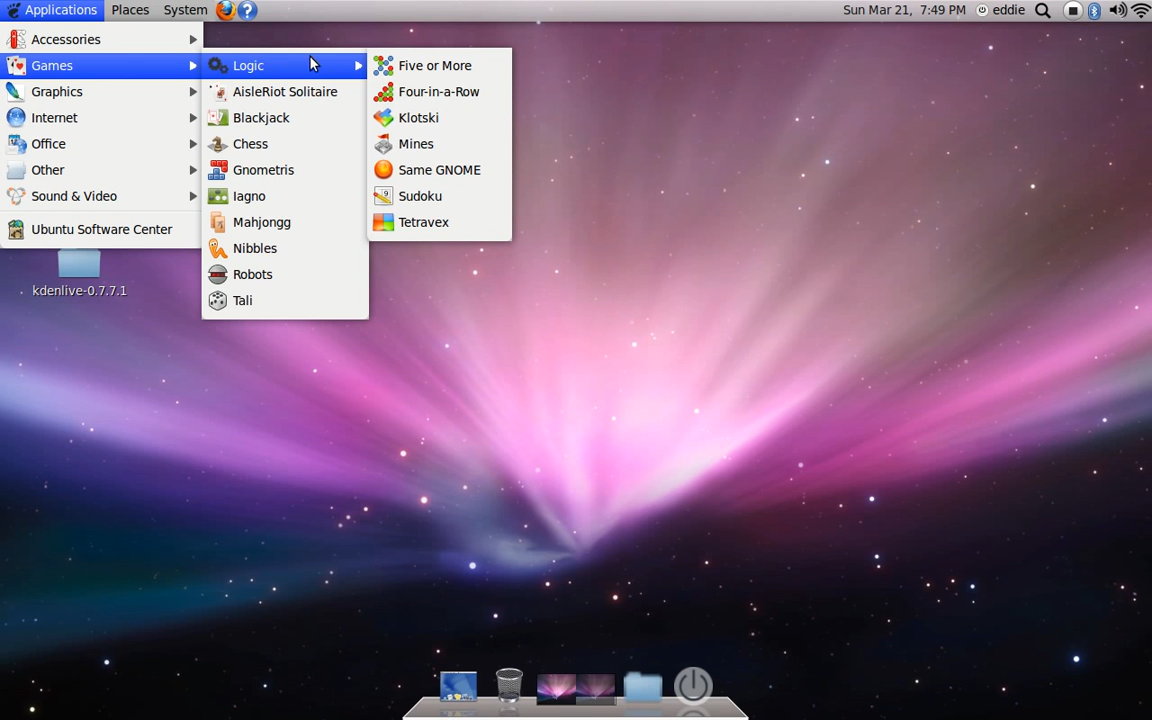 Applications Places System
Sun Mar 21, 7:49 PM eddie
Accessories
Games
Graphics
Internet
Office
Other
Sound & Video
Ubuntu Software Center
Logic
AisleRiot Solitaire
Blackjack
Chess
Gnometris
Iagno
Mahjongg
Nibbles
Robots
Tali
Five or More
Four-in-a-Row
Klotski
Mines
Same GNOME
Sudoku
Tetravex
kdenlive-0.7.7.1